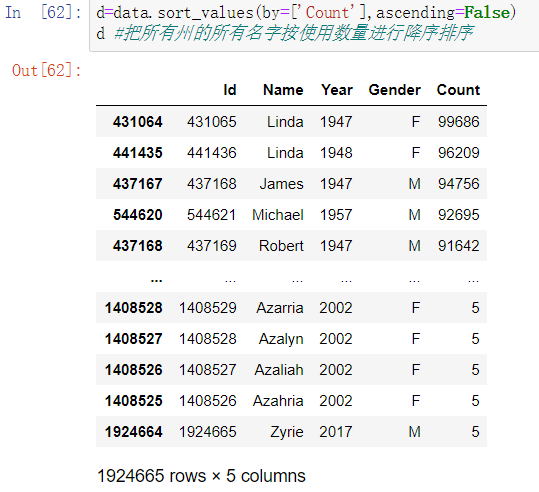 In [62]: d=data.sort_values(by=['Count'],ascending=False)
d #把所有州的所有名字按使用数量进行降序排序
Out[62]:
Id Name Year Gender Count
431064 431065 Linda 1947 F 99686
441435 441436 Linda 1948 F 96209
437167 437168 James 1947 M 94756
544620 544621 Michael 1957 M 92695
437168 437169 Robert 1947 M 91642
... ... ... ... ... ...
1408528 1408529 Azarria 2002 F 5
1408527 1408528 Azalyn 2002 F 5
1408526 1408527 Azaliah 2002 F 5
1408525 1408526 Azahria 2002 F 5
1924664 1924665 Zyrie 2017 M 5
1924665 rows × 5 columns